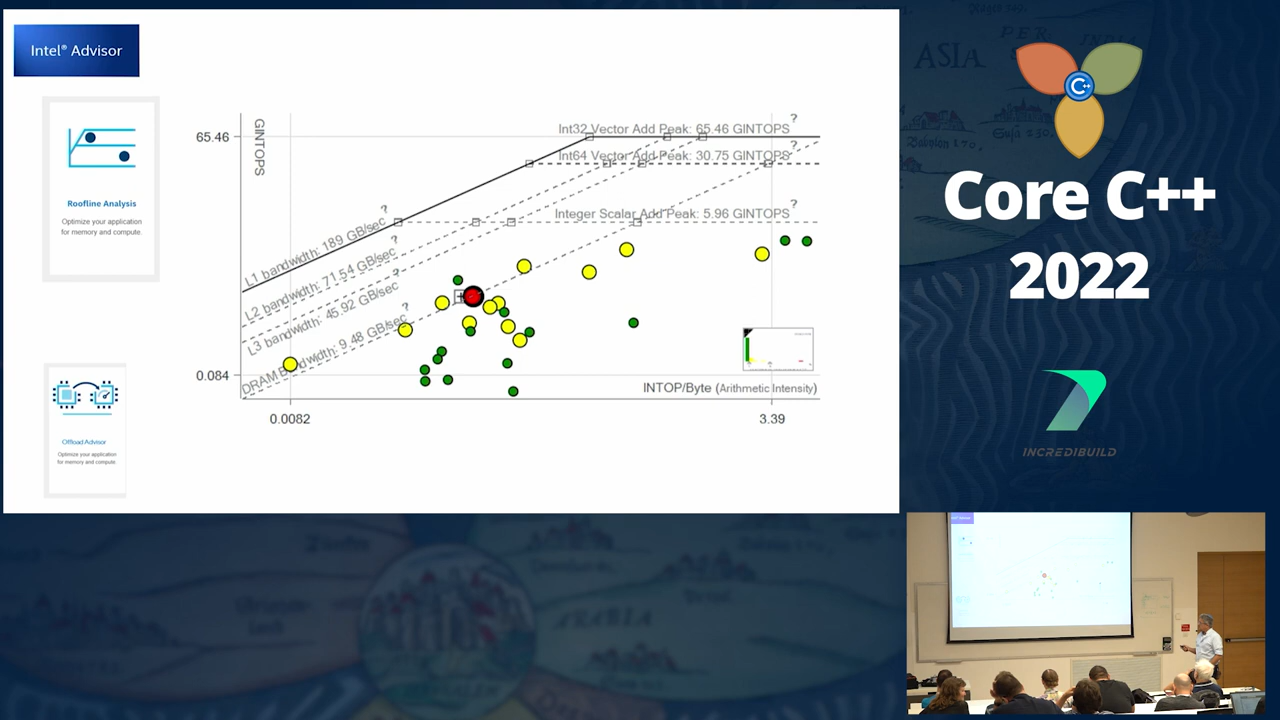 Intel® Advisor
Roofline Analysis
Optimize your application
for memory and compute.
Offload Advisor
Optimize your application
for memory and compute
65.46
GINTOPS
0.084
0.0082
3.39
INTOP/Byte (Arithmetic Intensity)
Int32 Vector Add Peak: 65.46 GINTOPS
?
Int64 Vector Add Peak: 30.75 GINTOPS
?
Integer Scalar Add Peak: 5.96 GINTOPS
?
L1 bandwidth: 189 GB/sec
?
L2 bandwidth: 71.54 GB/sec
?
L3 bandwidth: 45.92 GB/sec
?
DRAM Bandwidth: 9.48 GB/sec
?
C++
Core C++
2022
INCREDIBUILD
ASIA
PER
INDIA
ARABIA